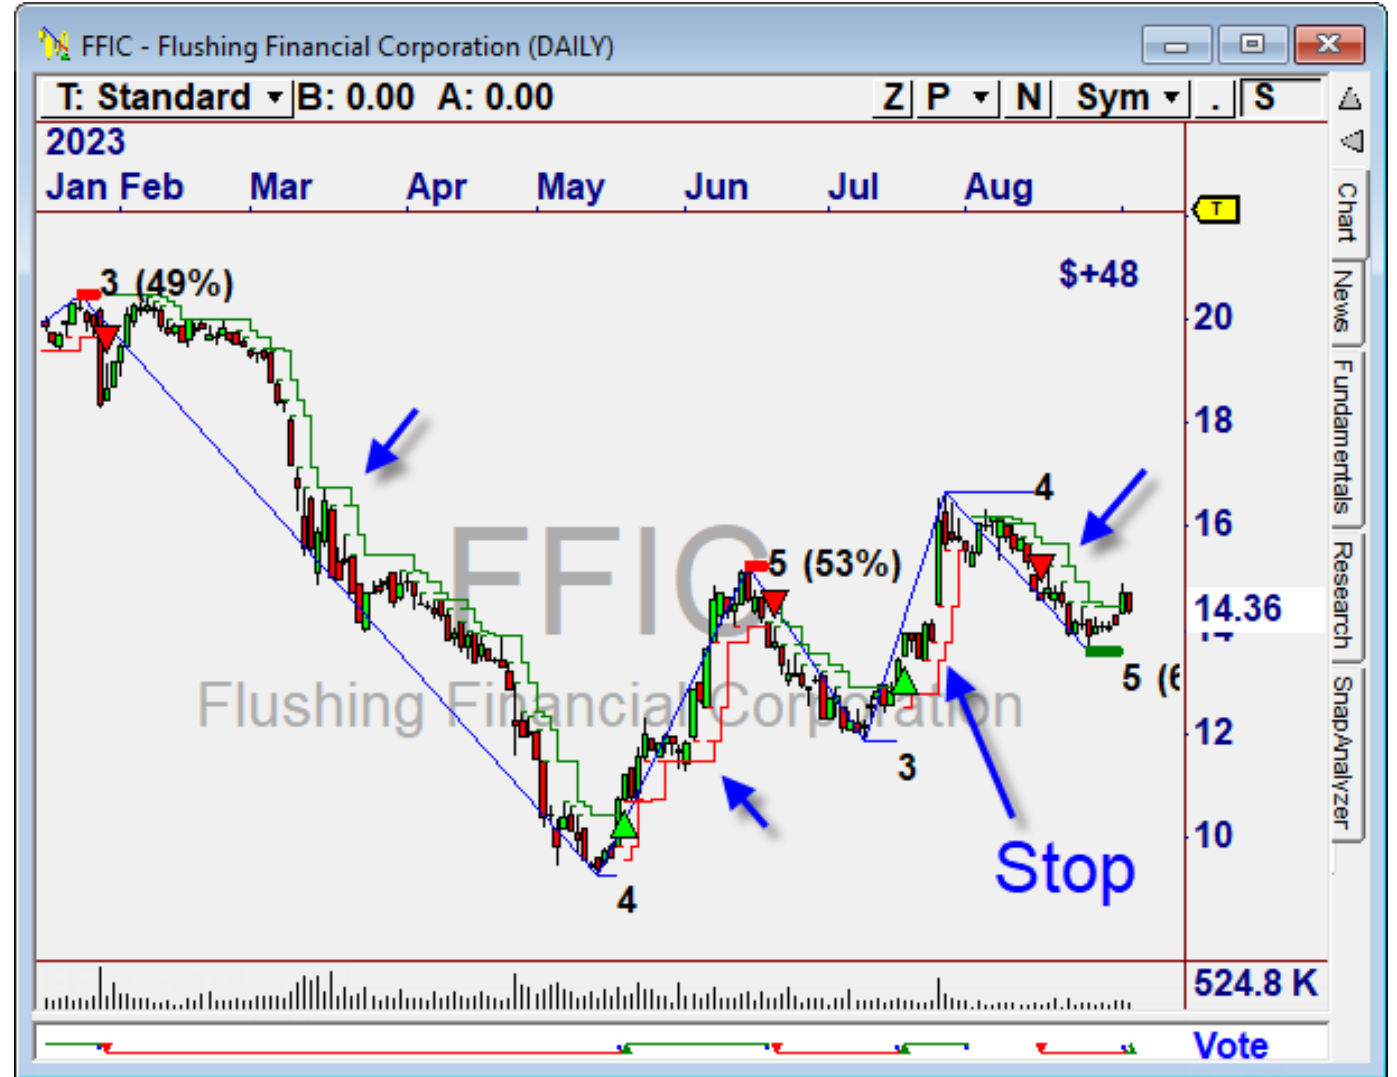 FFIC - Flushing Financial Corporation (DAILY)
T: Standard B: 0.00 A: 0.00 Z P N Sym . S
2023
Jan Feb Mar Apr May Jun Jul Aug
T
$+48
3 (49%)
20
18
4
16
5 (53%)
14.36
FFIC
Flushing Financial Corporation
5 (6
12
3
10
Stop
4
524.8 K
Vote
Chart
News
Fundamentals
Research
SnapAnalyzer